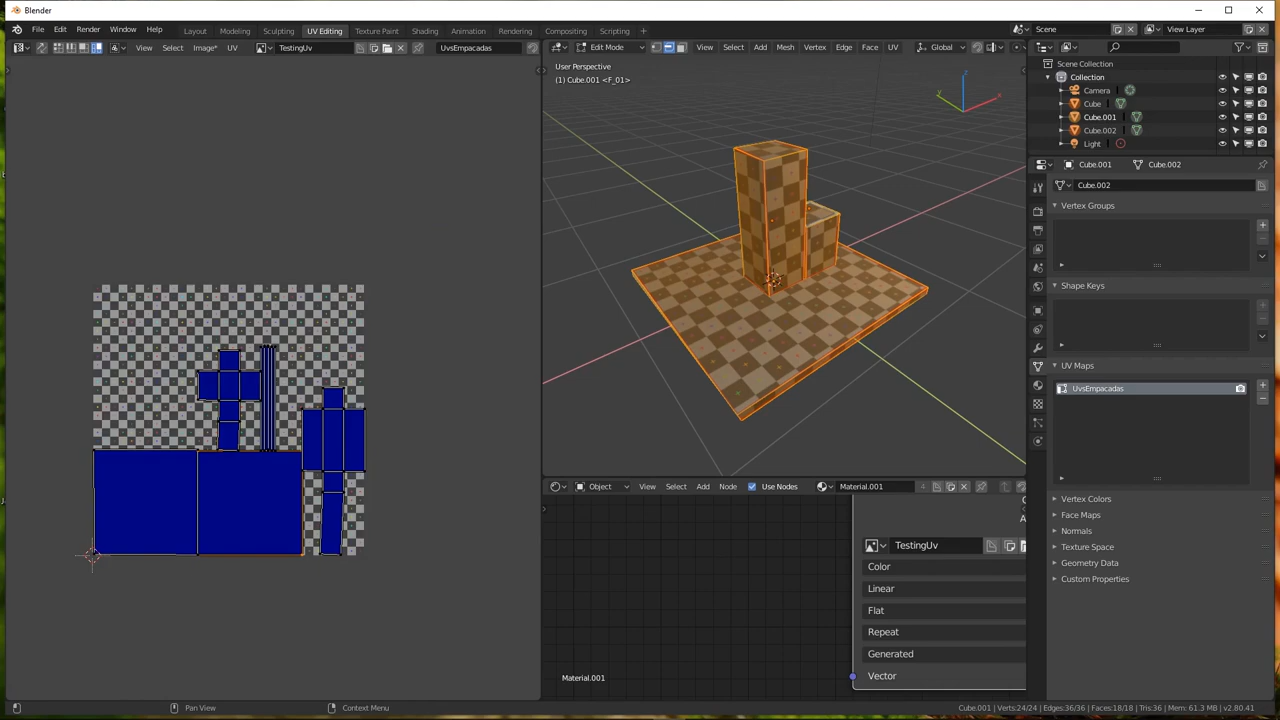 Blender
File Edit Render Window Help Layout Modeling Sculpting UV Editing Texture Paint Shading Animation Rendering Compositing Scripting + Scene View Layer
View Select Image* UV TestingUv UvsEmpacadas Edit Mode View Select Add Mesh Vertex Edge Face UV Global
User Perspective
(1) Cube.001 <F_01>
Scene Collection
Collection
Camera
Cube
Cube.001
Cube.002
Light
Cube.001 Cube.002
Cube.002
Vertex Groups
Shape Keys
UV Maps
UvsEmpacadas
Vertex Colors
Face Maps
Normals
Texture Space
Geometry Data
Custom Properties
Object View Select Add Node Use Nodes Material.001 4
TestingUv
Color
Linear
Flat
Repeat
Generated
Vector
Material.001
Pan View Context Menu Cube.001 | Verts:24/24 | Edges:36/36 | Faces:18/18 | Tris:36 | Mem: 61.3 MB | v2.80.41